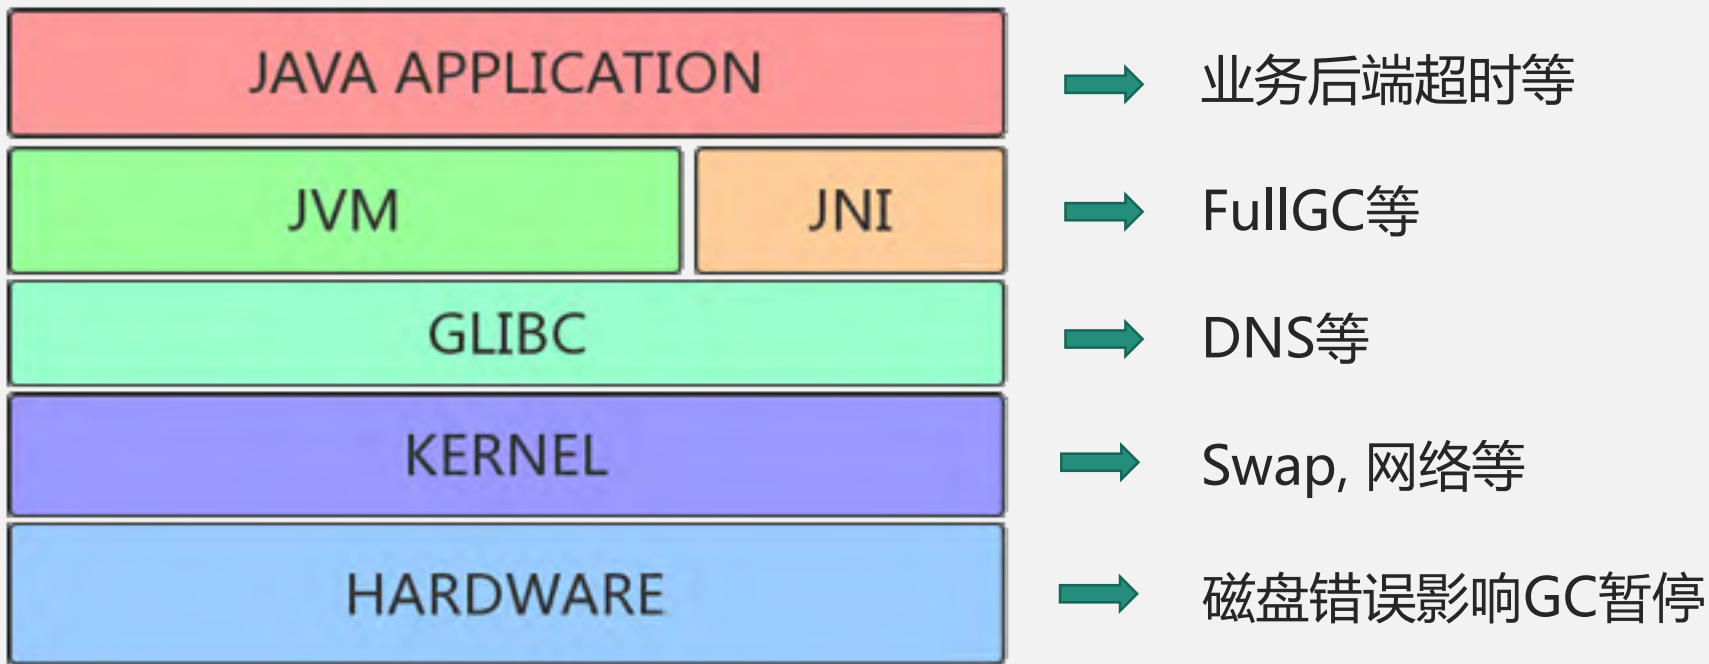 JAVA APPLICATION
业务后端超时等
JVM
JNI
FullGC等
GLIBC
DNS等
KERNEL
Swap, 网络等
HARDWARE
磁盘错误影响GC暂停